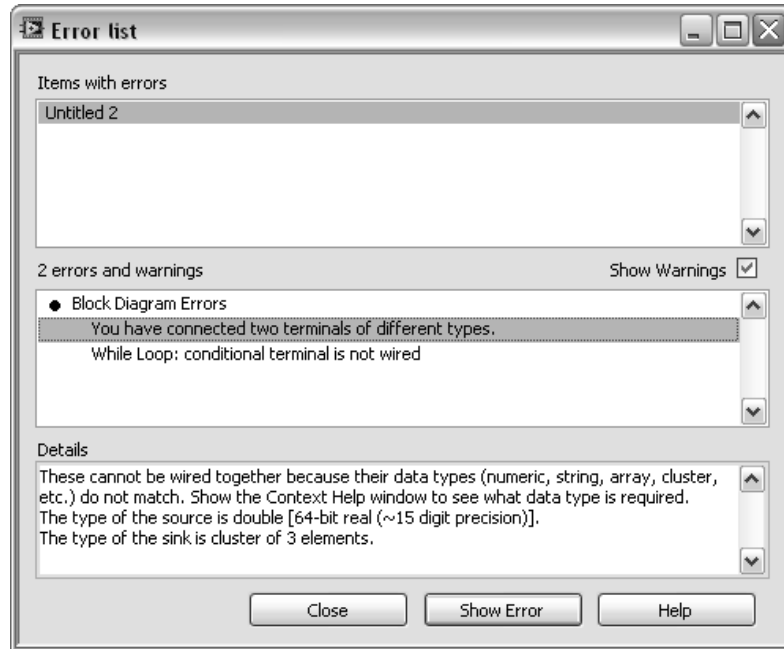 Error list
Items with errors
Untitled 2
2 errors and warnings
Show Warnings
Block Diagram Errors
You have connected two terminals of different types.
While Loop: conditional terminal is not wired
Details
These cannot be wired together because their data types (numeric, string, array, cluster,
etc.) do not match. Show the Context Help window to see what data type is required.
The type of the source is double [64-bit real (~15 digit precision)].
The type of the sink is cluster of 3 elements.
Close
Show Error
Help